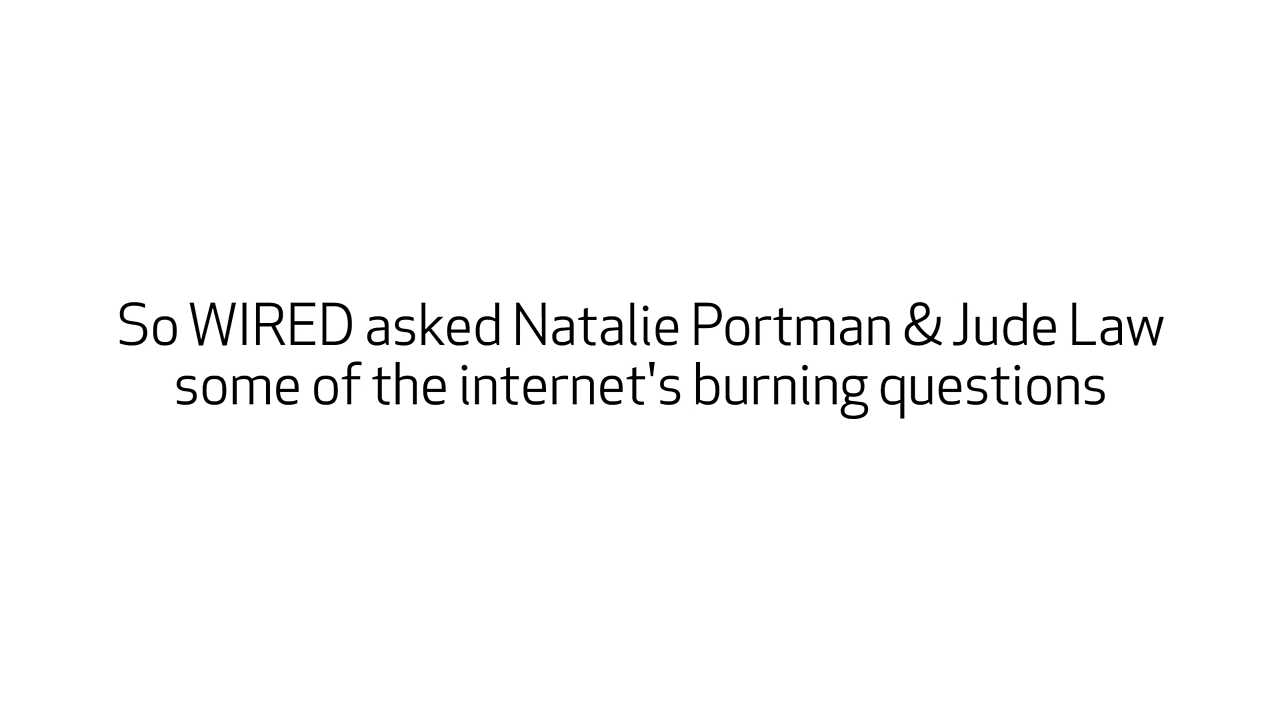 So WIRED asked Natalie Portman & Jude Law
some of the internet's burning questions